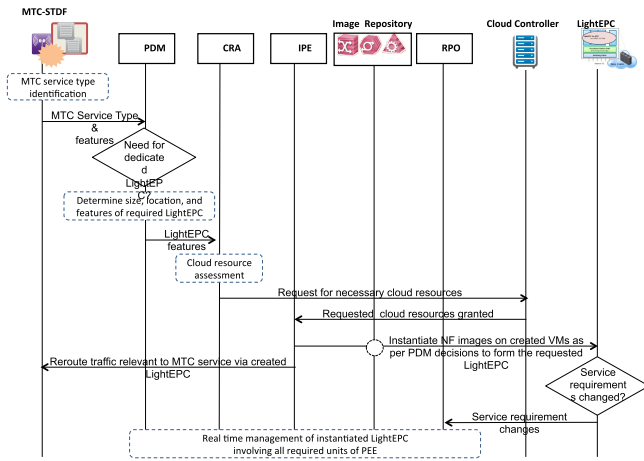 MTC-STDF
PDM
CRA
IPE
Image Repository
RPO
Cloud Controller
LightEPC
MTC service type
identification
MTC Service Type
&
features
Need for
dedicate
d
LightEP
C?
Determine size, location, and
features of required LightEPC
LightEPC
features
Cloud resource
assessment
Request for necessary cloud resources
Requested cloud resources granted
Instantiate NF images on created VMs as
per PDM decisions to form the requested
LightEPC
Reroute traffic relevant to MTC service via created
LightEPC
Service
requirement
s changed?
Service requirement
changes
Real time management of instantiated LightEPC
involving all required units of PEE